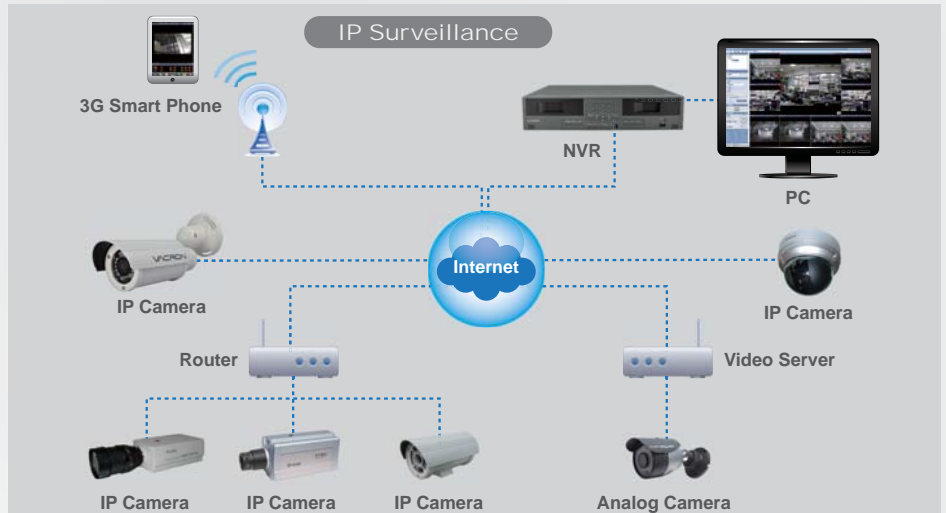 IP Surveillance
3G Smart Phone
NVR
PC
VACRON
Internet
IP Camera
IP Camera
Router
Video Server
IP Camera
IP Camera
IP Camera
Analog Camera